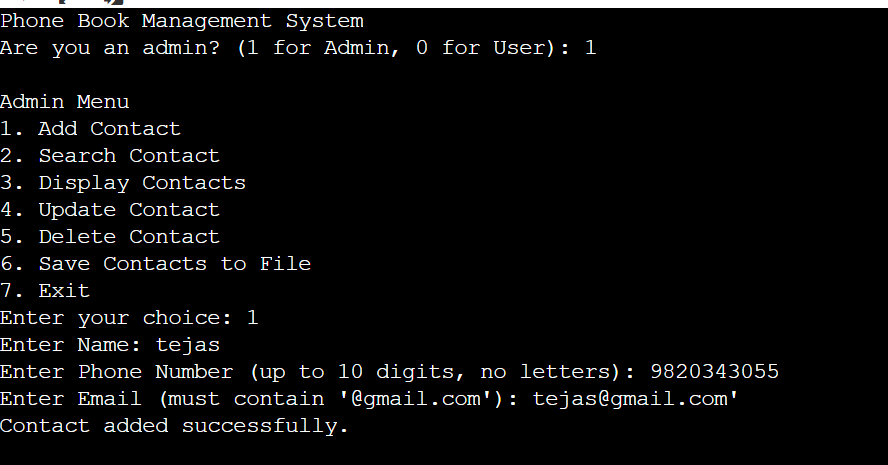 Phone Book Management System
Are you an admin? (1 for Admin, 0 for User): 1
Admin Menu
1. Add Contact
2. Search Contact
3. Display Contacts
4. Update Contact
5. Delete Contact
6. Save Contacts to File
7. Exit
Enter your choice: 1
Enter Name: tejas
Enter Phone Number (up to 10 digits, no letters): 9820343055
Enter Email (must contain '@gmail.com'): tejas@gmail.com'
Contact added successfully.